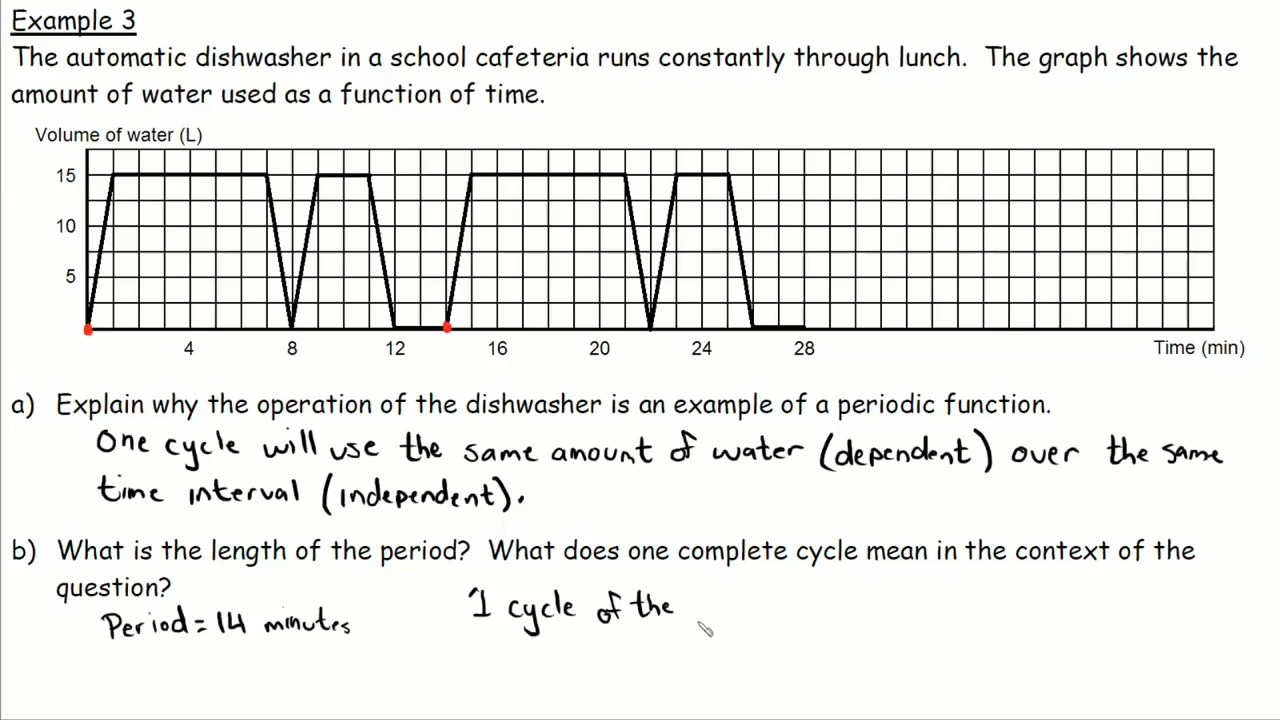 Example 3
The automatic dishwasher in a school cafeteria runs constantly through lunch. The graph shows the
amount of water used as a function of time.
Volume of water (L)
15
10
5
4 8 12 16 20 24 28 Time (min)
a) Explain why the operation of the dishwasher is an example of a periodic function.
One cycle will use the same amount of water (dependent) over the same
time interval (independent).
b) What is the length of the period? What does one complete cycle mean in the context of the
question?
Period = 14 minutes 1 cycle of the